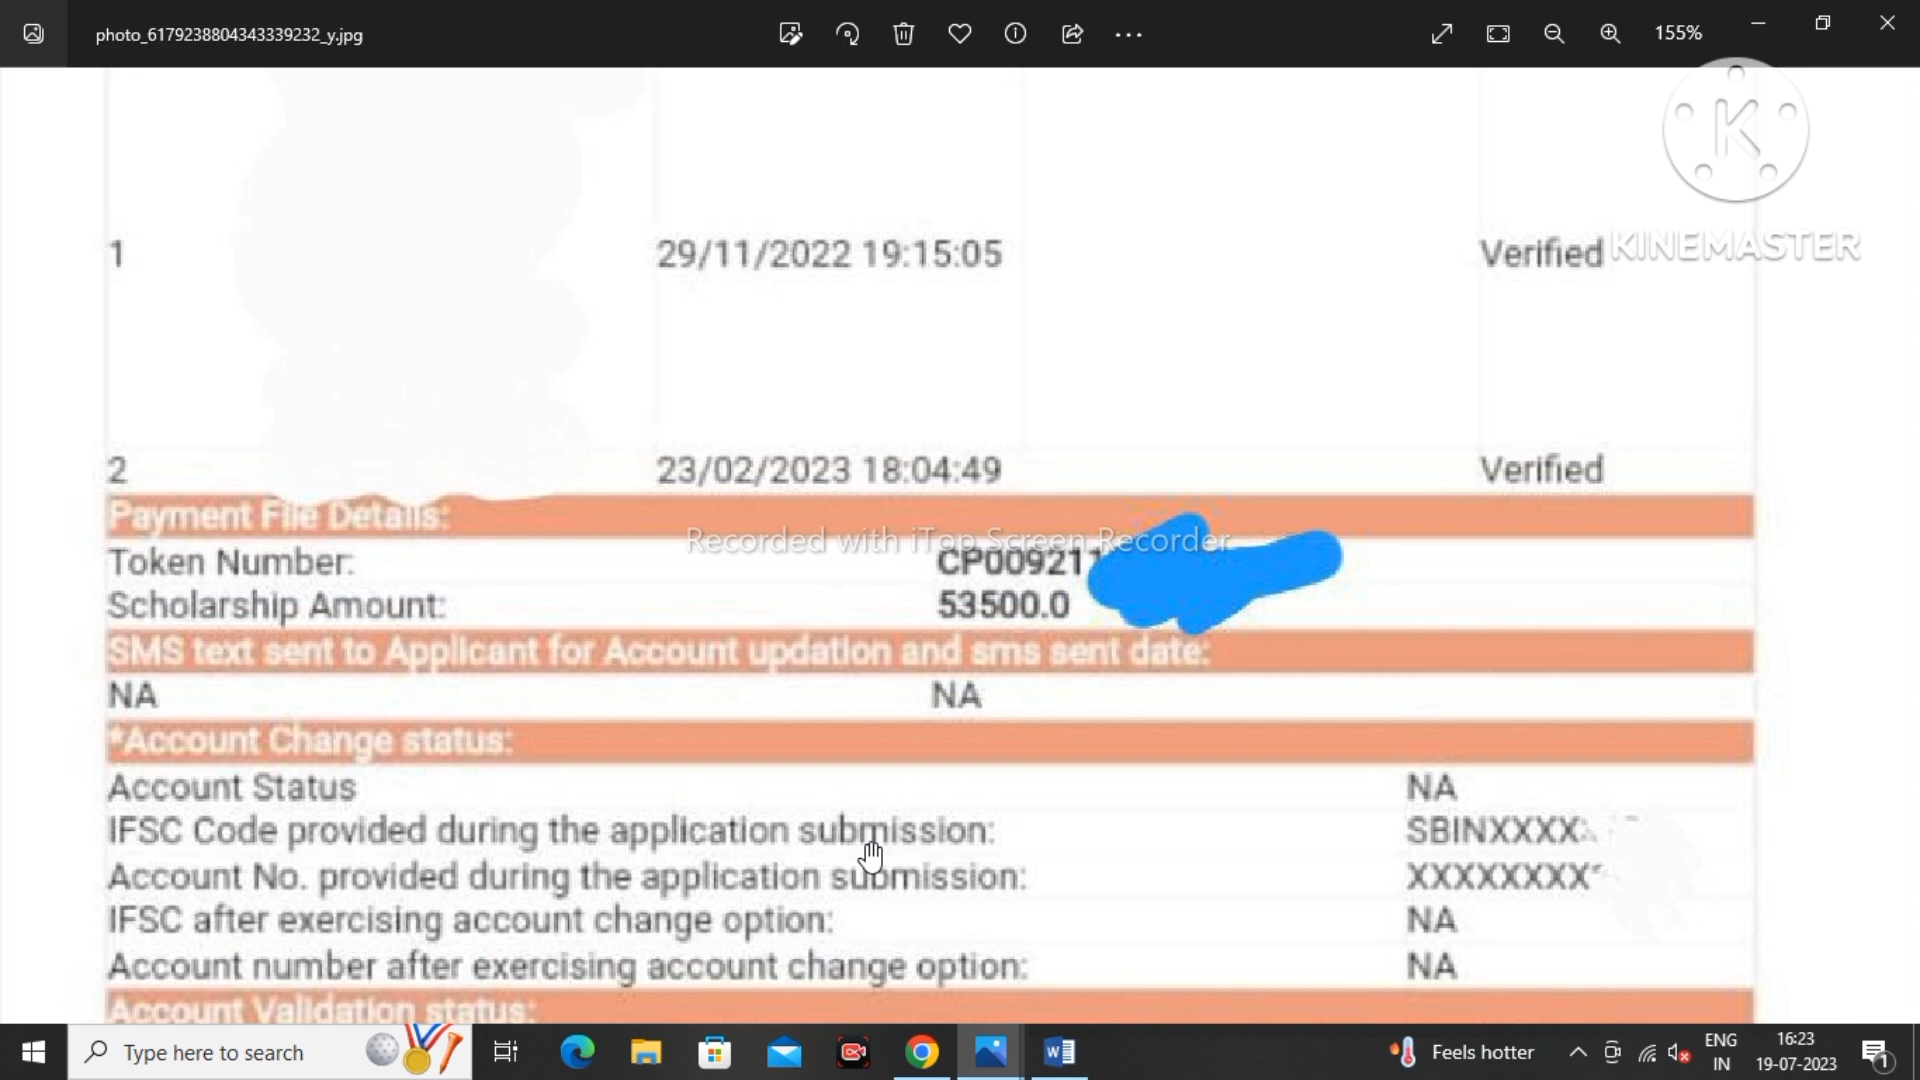 photo_6179238804343339232_y.jpg
155%
1 29/11/2022 19:15:05 Verified
KINEMASTER
2 23/02/2023 18:04:49 Verified
Payment File Details:
Recorded with iTop Screen Recorder
Token Number: CP009211
Scholarship Amount: 53500.0
SMS text sent to Applicant for Account updation and sms sent date:
NA NA
*Account Change status:
Account Status NA
IFSC Code provided during the application submission: SBINXXXX
Account No. provided during the application submission: XXXXXXXX
IFSC after exercising account change option: NA
Account number after exercising account change option: NA
Account Validation status:
Type here to search
Feels hotter
ENG
IN
16:23
19-07-2023
1